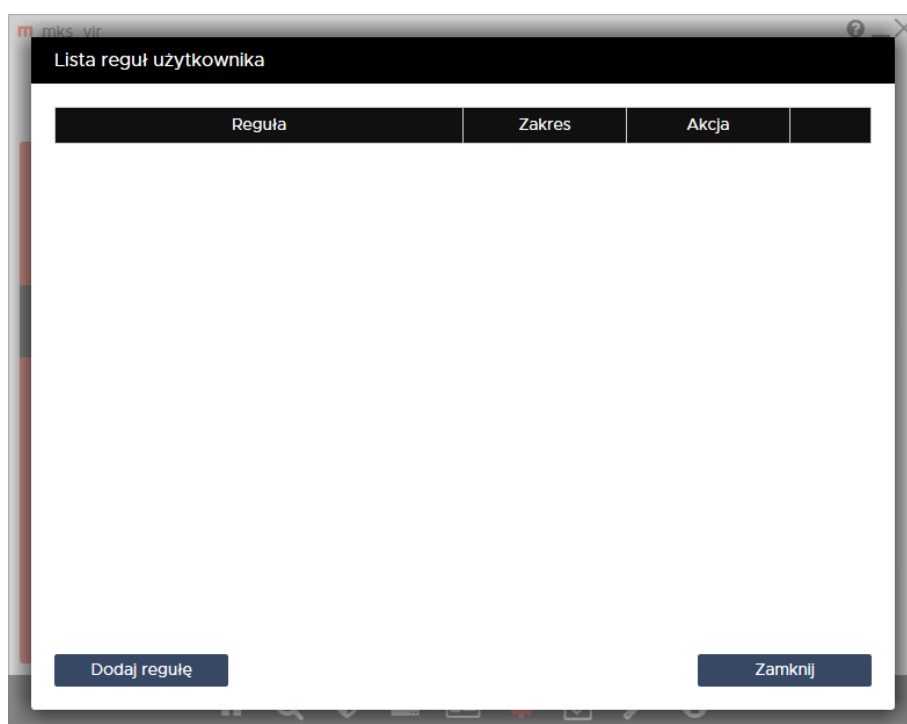 m mks_vir
Lista reguł użytkownika
Reguła Zakres Akcja
Dodaj regułę Zamknij